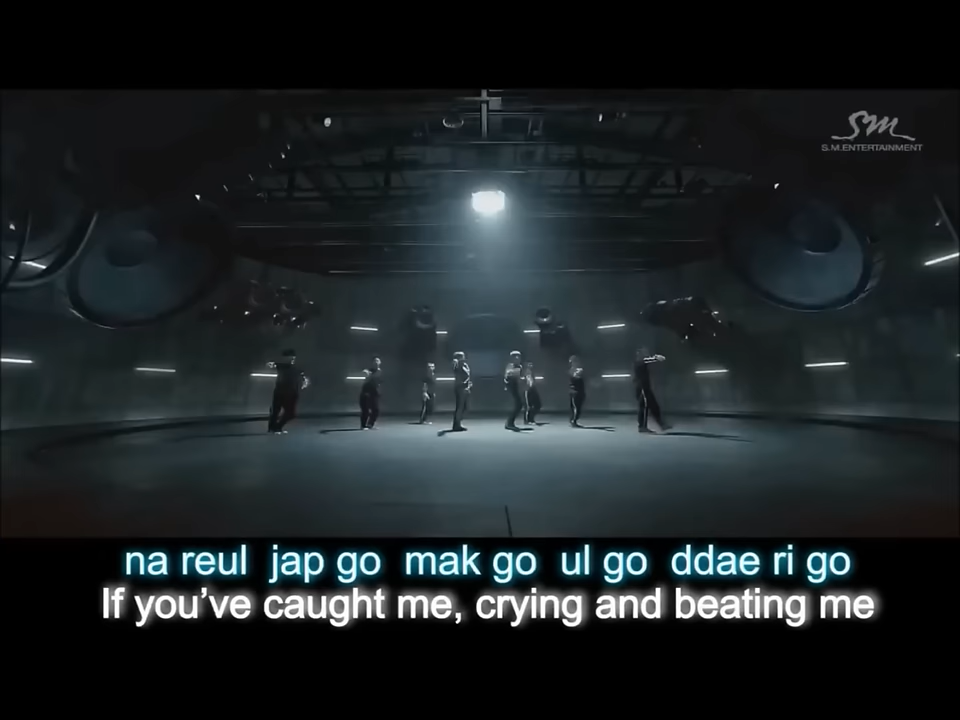 SM
S.M.ENTERTAINMENT
na reul jap go mak go ul go ddae ri go
If you’ve caught me, crying and beating me